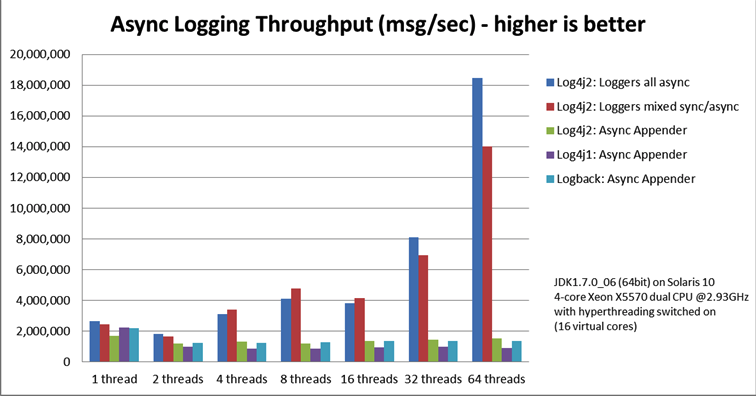 Async Logging Throughput (msg/sec) - higher is better
20,000,000
18,000,000
16,000,000
14,000,000
12,000,000
10,000,000
8,000,000
6,000,000
4,000,000
2,000,000
0
1 thread
2 threads
4 threads
8 threads
16 threads
32 threads
64 threads
Log4j2: Loggers all async
Log4j2: Loggers mixed sync/async
Log4j2: Async Appender
Log4j1: Async Appender
Logback: Async Appender
JDK1.7.0_06 (64bit) on Solaris 10
4-core Xeon X5570 dual CPU @2.93GHz
with hyperthreading switched on
(16 virtual cores)